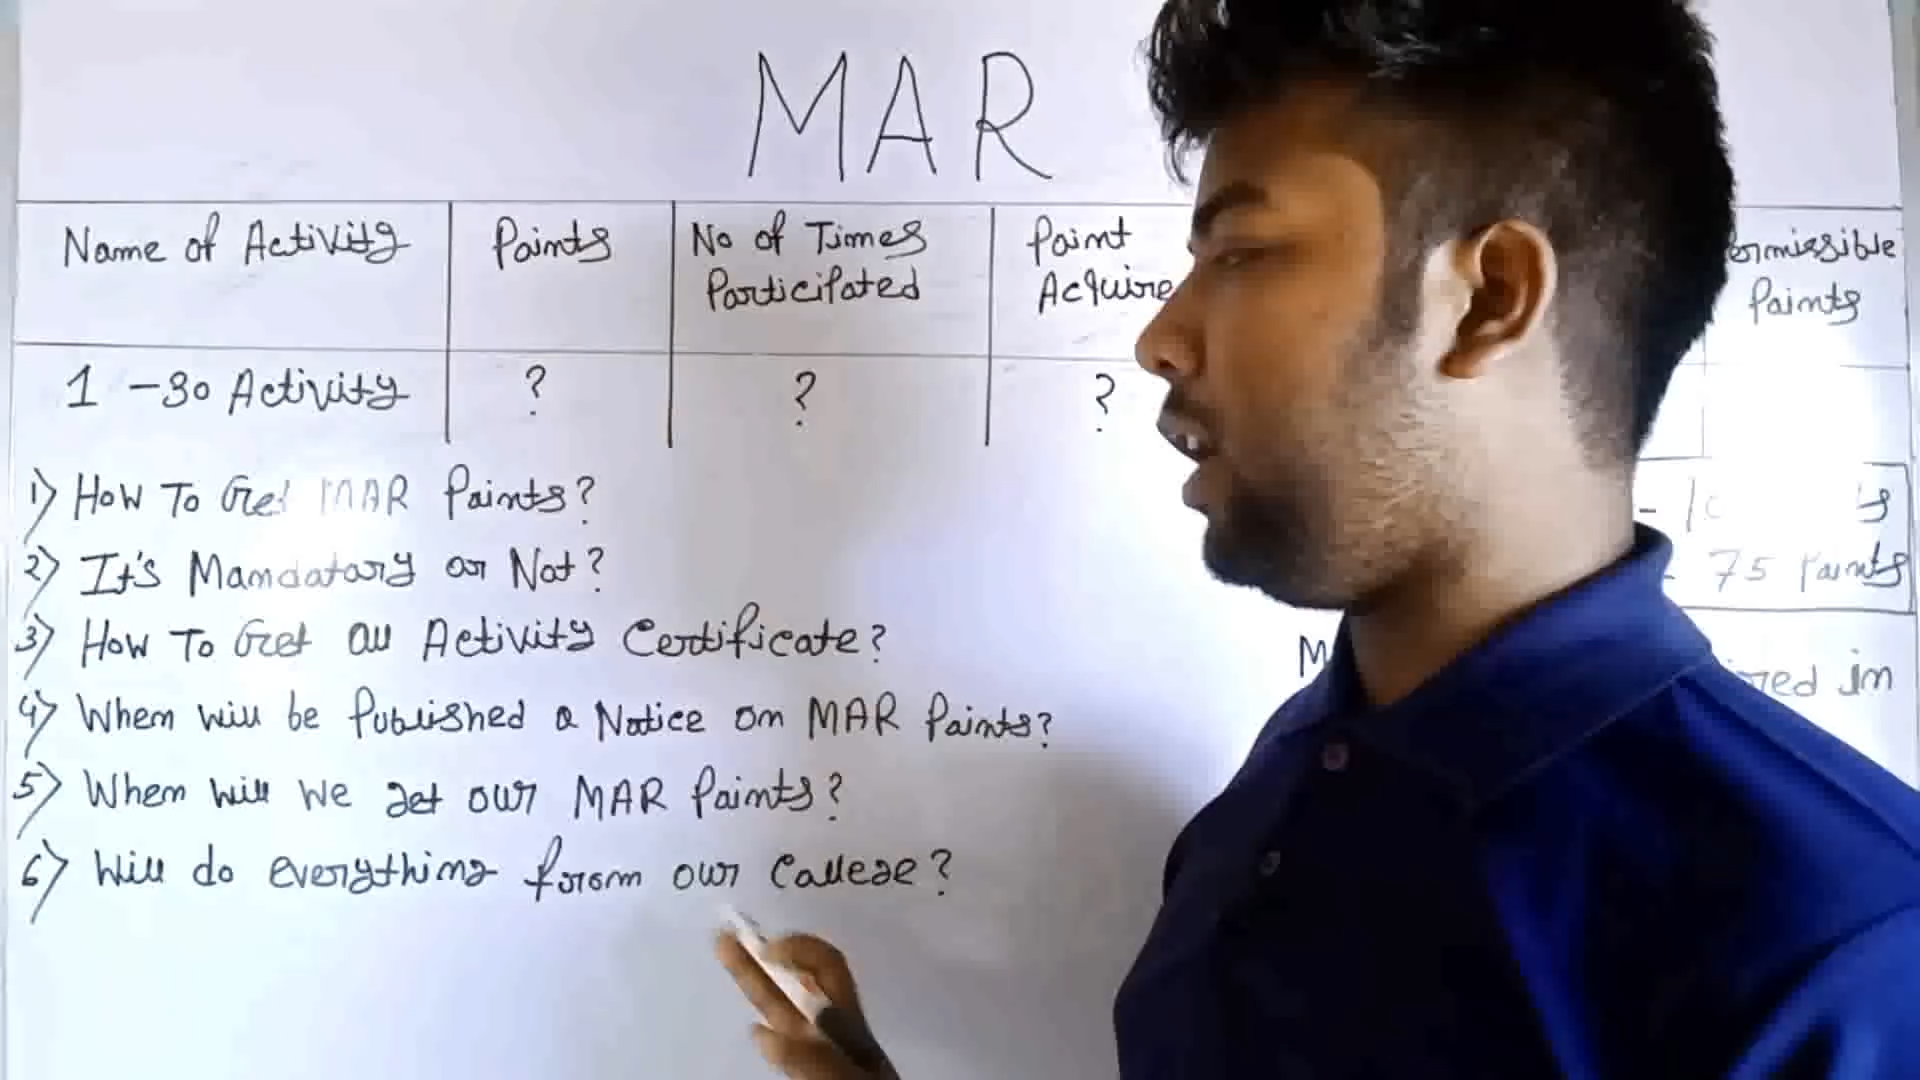 MAR
Name of Activity
Points
No of Times
Participated
Point
Acquire
ermissible
Points
1 - 30 Activity
?
?
?
1) How To Get MAR Points?
2) It's Mandatory or Not?
3) How To Get all Activity Certificate?
4) When will be Published a Notice on MAR Points?
5) When will we get our MAR Points?
6) Will do everything from our College?
- 75 Points
in